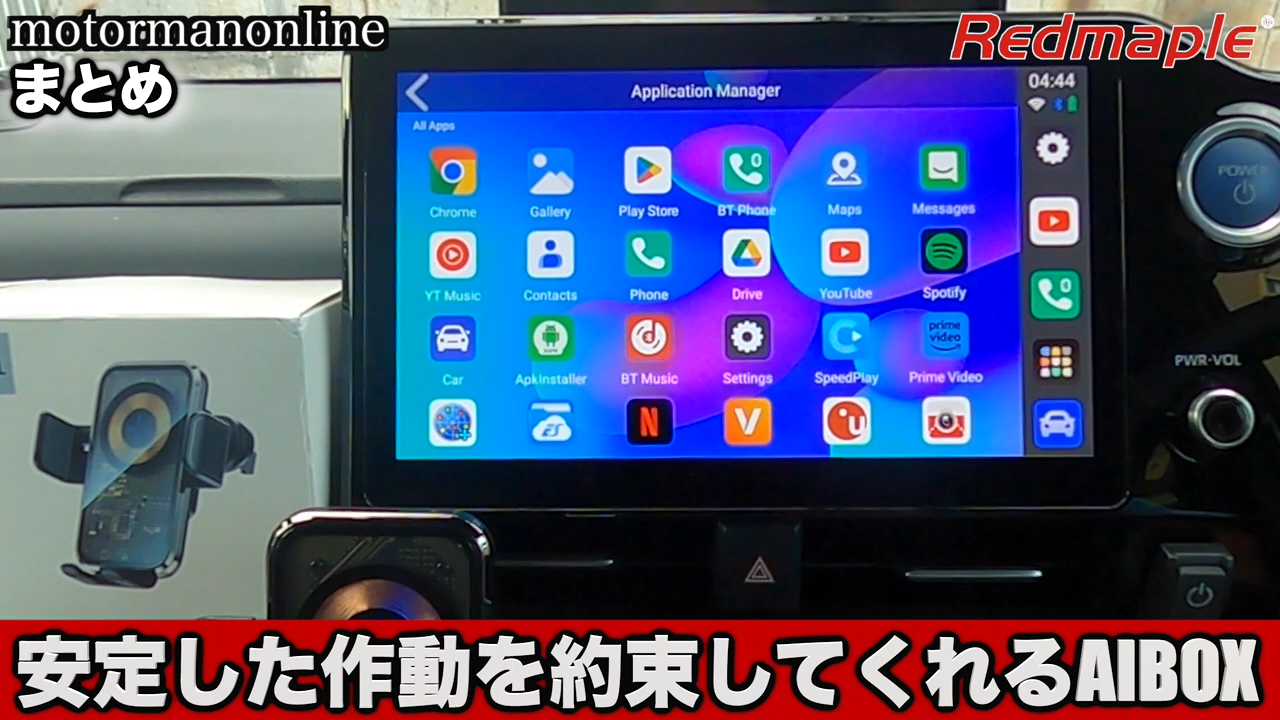 motormanonline
Redmaple
まとめ
Application Manager
04:44
All Apps
Chrome
Gallery
Play Store
BT Phone
Maps
Messages
YT Music
Contacts
Phone
Drive
YouTube
Spotify
prime
video
Car
ApkInstaller
BT Music
Settings
SpeedPlay
Prime Video
ES
POWER
PWR·VOL
安定した作動を約束してくれるAIBOX